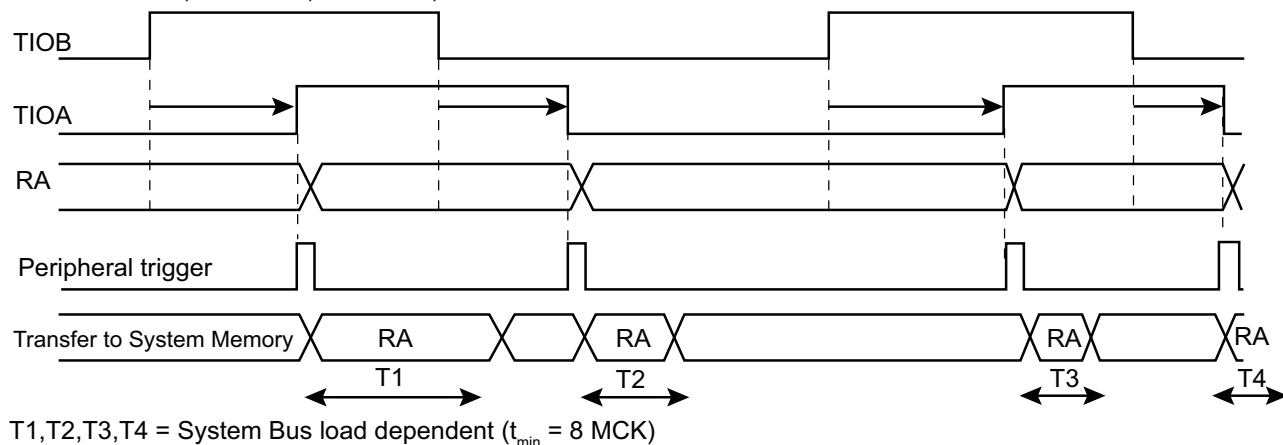 TIOB
TIOA
RA
Peripheral trigger
Transfer to System Memory RA RA RA RA
T1 T2 T3 T4
T1,T2,T3,T4 = System Bus load dependent (tmin = 8 MCK)